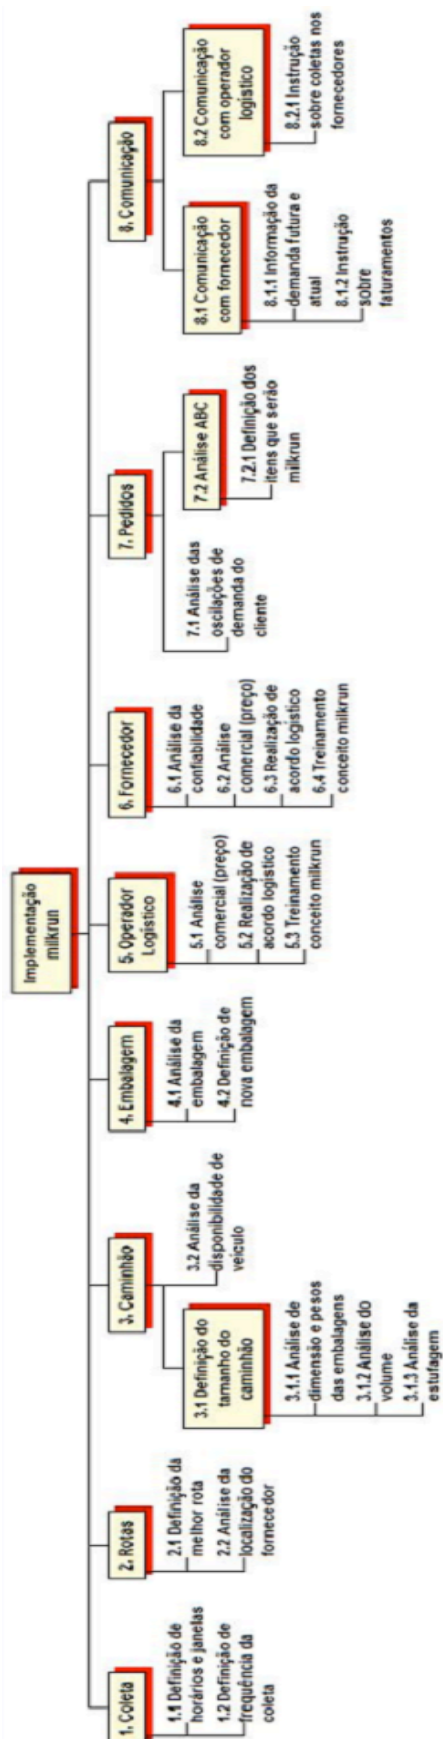 Implementação
milkrun
1. Coleta
1.1 Definição de
horários e janelas
1.2 Definição de
frequência da
coleta
2. Rotas
2.1 Definição da
melhor rota
2.2 Análise da
localização do
fornecedor
3. Caminhão
3.1 Definição do
tamanho do
caminhão
3.1.1 Análise de
dimensão e pesos
das embalagens
3.1.2 Análise do
volume
3.1.3 Análise da
estufagem
3.2 Análise da
disponibilidade de
veículo
4. Embalagem
4.1 Análise da
embalagem
4.2 Definição de
nova embalagem
5. Operador
Logístico
5.1 Análise
comercial (preço)
5.2 Realização de
acordo logístico
5.3 Treinamento
conceito milkrun
6. Fornecedor
6.1 Análise da
confiabilidade
6.2 Análise
comercial (preço)
6.3 Realização de
acordo logístico
6.4 Treinamento
conceito milkrun
7. Pedidos
7.1 Análise das
oscilações de
demanda do
cliente
7.2 Análise ABC
7.2.1 Definição dos
itens que serão
milkrun
8. Comunicação
8.1 Comunicação
com fornecedor
8.1.1 Informação da
demanda futura e
atual
8.1.2 Instrução
sobre
faturamentos
8.2 Comunicação
com operador
logístico
8.2.1 Instrução
sobre coletas nos
fornecedores